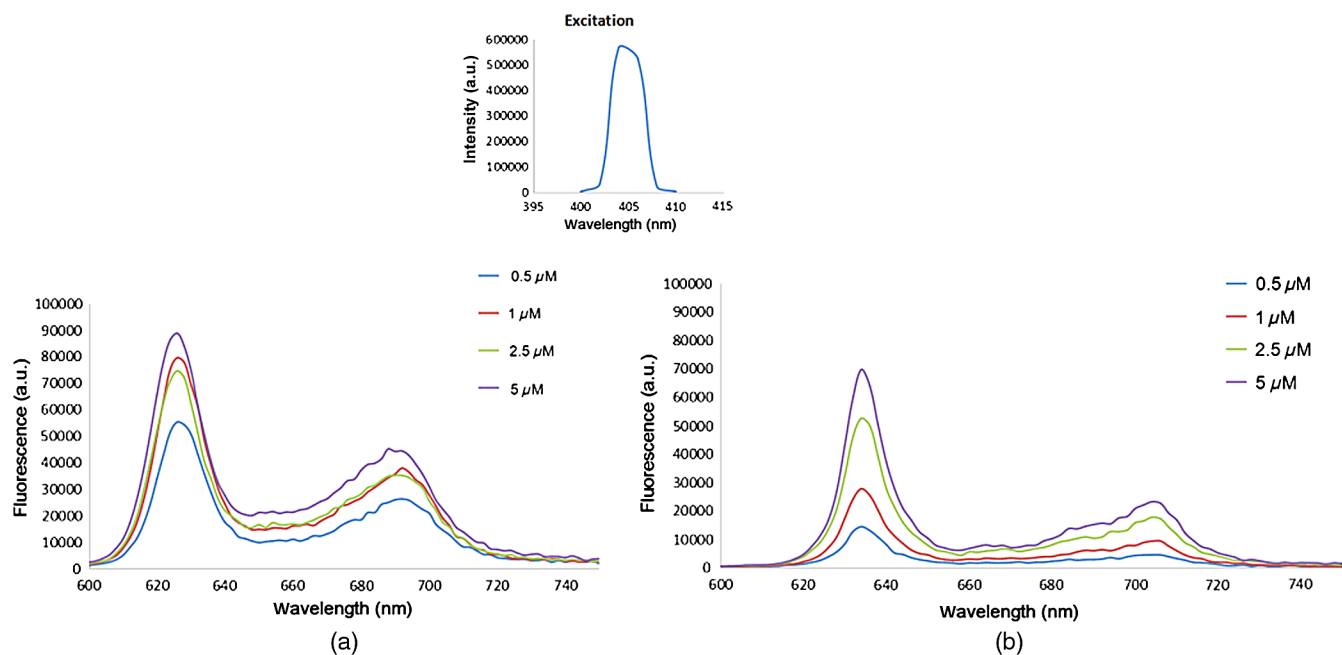 Excitation
600000
500000
400000
300000
200000
100000
0
Intensity (a.u.)
395 400 405 410 415
Wavelength (nm)
0.5 µM
1 µM
2.5 µM
5 µM
100000
90000
80000
70000
60000
50000
40000
30000
20000
10000
0
Fluorescence (a.u.)
600 620 640 660 680 700 720 740
Wavelength (nm)
(a)
0.5 µM
1 µM
2.5 µM
5 µM
100000
90000
80000
70000
60000
50000
40000
30000
20000
10000
0
Fluorescence (a.u.)
600 620 640 660 680 700 720 740
Wavelength (nm)
(b)